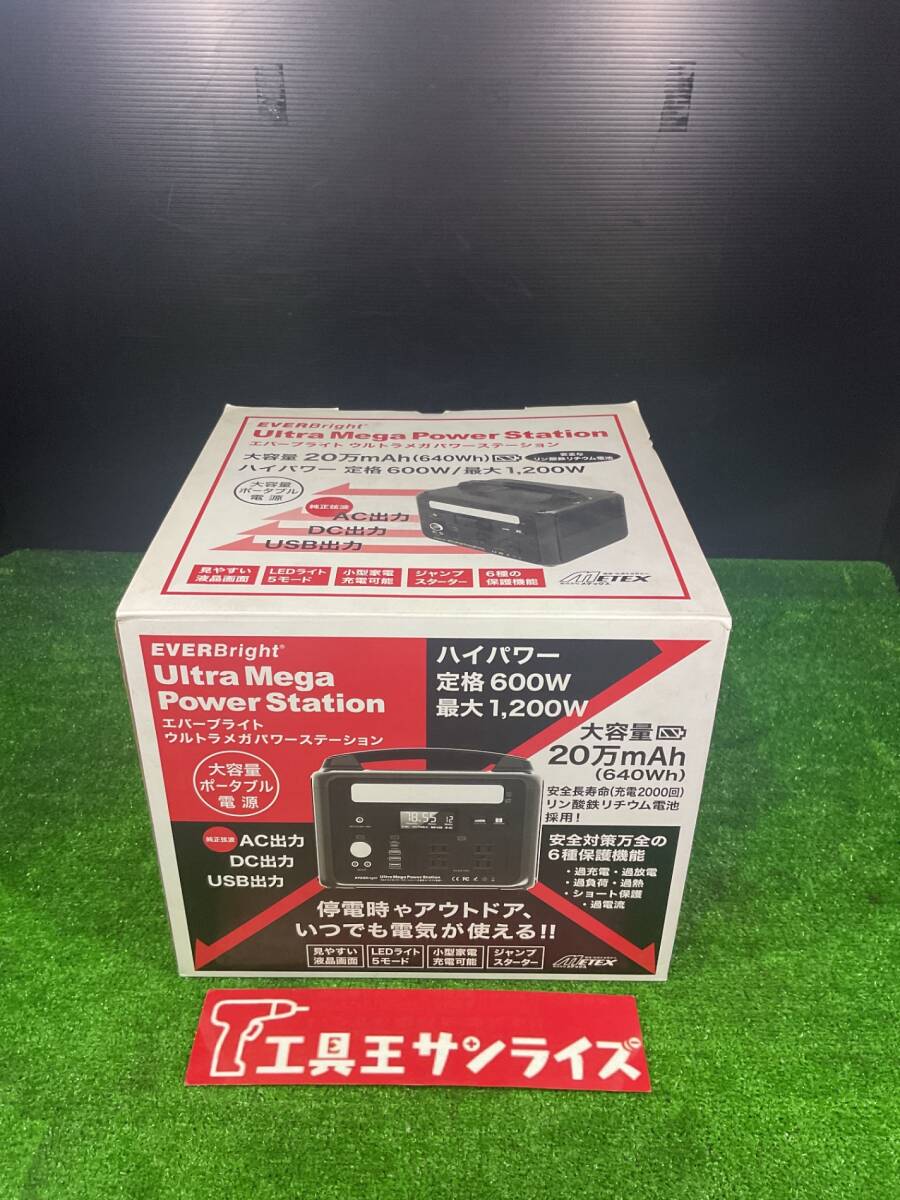 EVERBright®
Ultra Mega Power Station
エバーブライト ウルトラメガパワーステーション
大容量 20万mAh(640Wh)
安全な
リン酸鉄リチウム電池
ハイパワー 定格 600W/最大 1,200W
大容量
ポータブル
電源
純正弦波
AC出力
DC出力
USB出力
見やすい
液晶画面
LEDライト
5モード
小型家電
充電可能
ジャンプ
スターター
6種の
保護機能
METEX
EVERBright®
Ultra Mega
Power Station
エバーブライト
ウルトラメガパワーステーション
ハイパワー
定格 600W
最大 1,200W
大容量
20万mAh
(640Wh)
安全長寿命(充電2000回)
リン酸鉄リチウム電池
採用!
大容量
ポータブル
電源
純正弦波
AC出力
DC出力
USB出力
18.55
12
EVERBright Ultra Mega Power Station
安全対策万全の
6種保護機能
・過充電・過放電
・過負荷・過熱
・ショート保護
・過電流
停電時やアウトドア、
いつでも電気が使える!!
見やすい
液晶画面
LEDライト
5モード
小型家電
充電可能
ジャンプ
スターター
METEX
工具王サンライズ